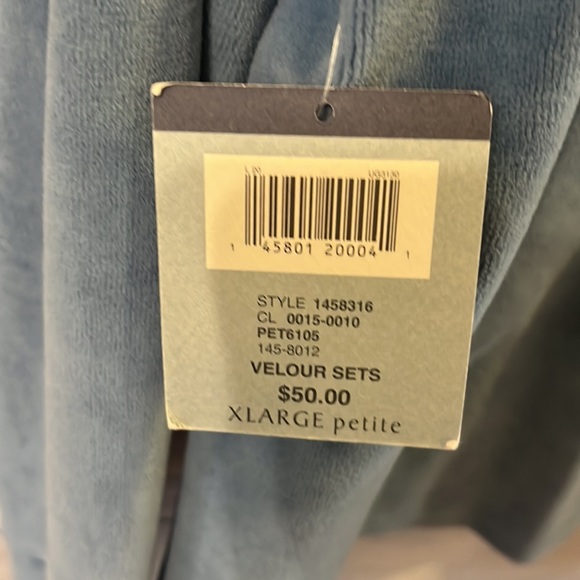 1 45801 20004 1
STYLE 1458316
CL 0015-0010
PET6105
145-8012
VELOUR SETS
$50.00
XLARGE petite